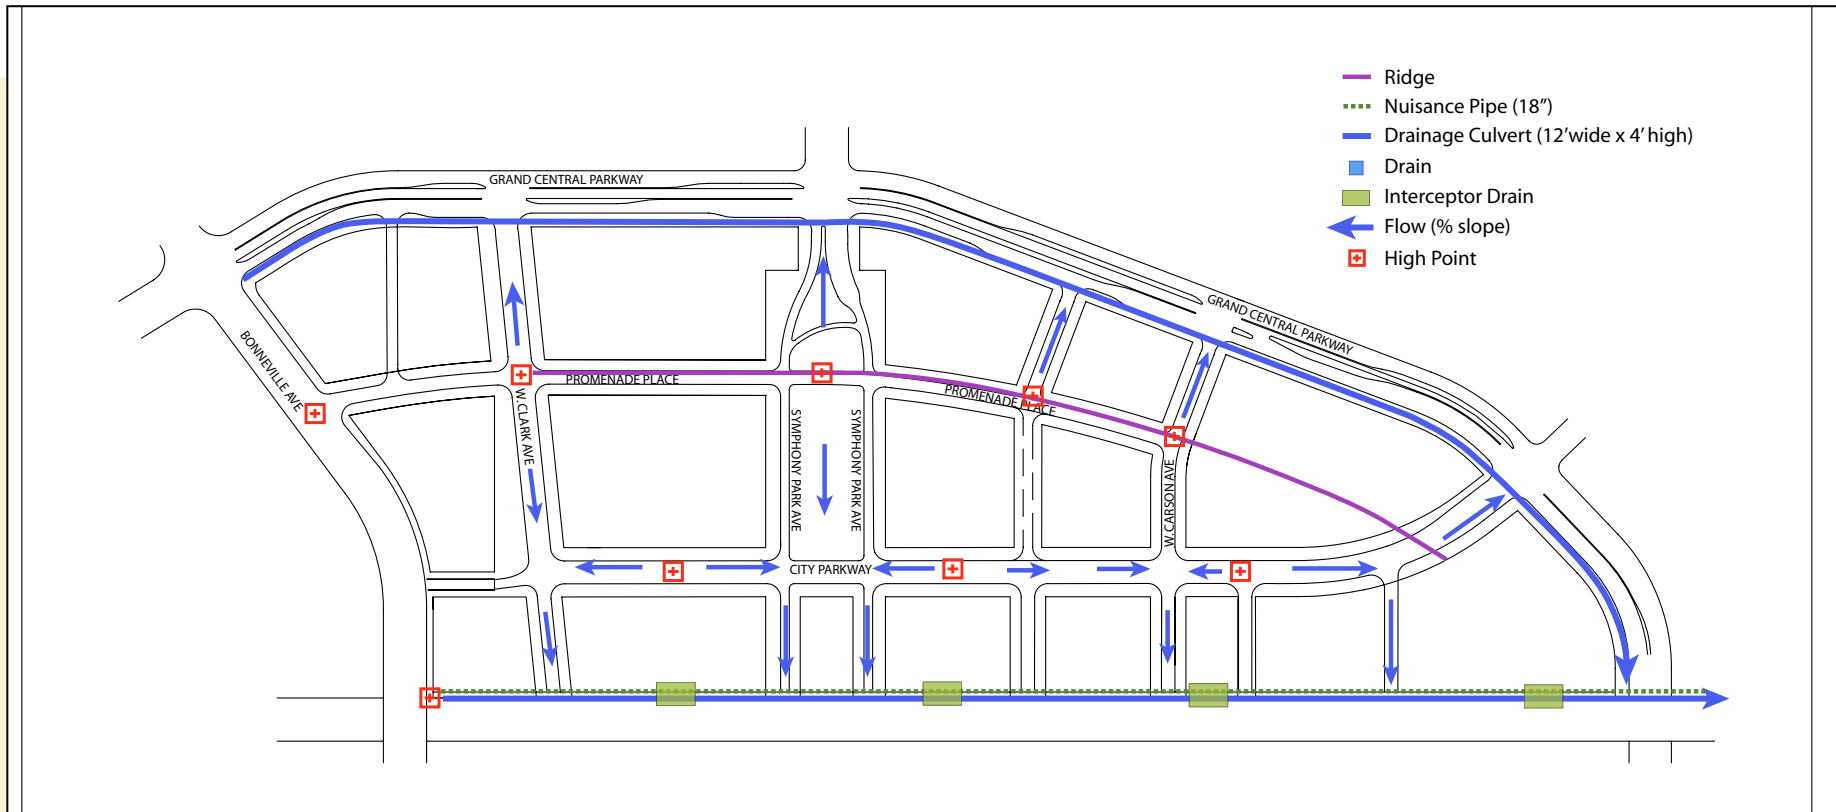 Ridge
Nuisance Pipe (18”)
Drainage Culvert (12’wide x 4’ high)
Drain
Interceptor Drain
Flow (% slope)
High Point
GRAND CENTRAL PARKWAY
GRAND CENTRAL PARKWAY
BONNEVILLE AVE
PROMENADE PLACE
PROMENADE PLACE
W.CLARK AVE
SYMPHONY PARK AVE
SYMPHONY PARK AVE
W. CARSON AVE
CITY PARKWAY